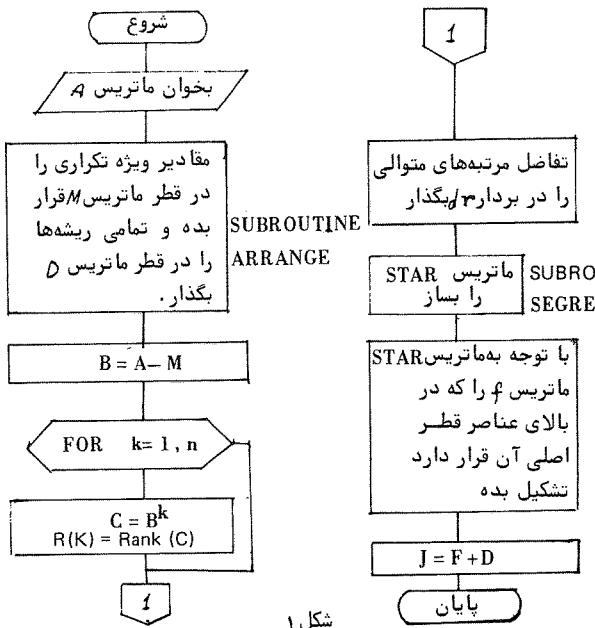 شروع
بخوان ماتریس A
مقادیر ویژه تکراری را
در قطر ماتریس M قرار
بده و تمامی ریشه‌ها
را در قطر ماتریس D
بگذار.
SUBROUTINE
ARRANGE
B = A – M
FOR k= 1 , n
C = B^k
R(K) = Rank (C)
1
1
تفاضل مرتبه‌های متوالی
را در بردار بگذار
ماتریس STAR
را بساز
SUBRO
SEGRE
با توجه به‌ماتریس STAR
ماتریس f را که در
بالای عناصر قطر
اصلی آن قرار دارد
تشکیل بده
J = F + D
پایان
شکل ۱